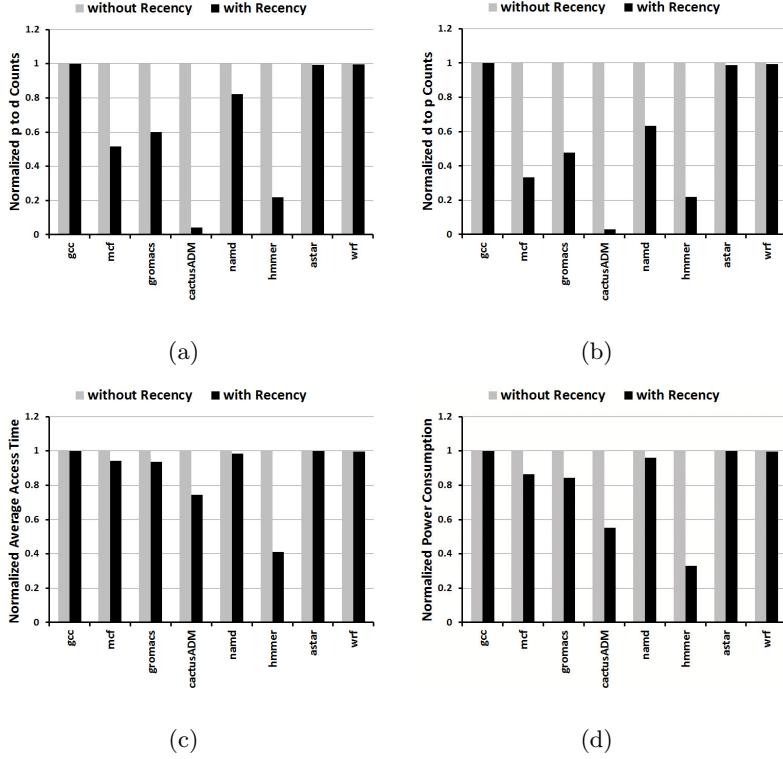 without Recency with Recency
Normalized p to d Counts
1.2
1
0.8
0.6
0.4
0.2
0
gcc mcf gromacs cactusADM namd hmmer astar wrf
(a)
without Recency with Recency
Normalized d to p Counts
1.2
1
0.8
0.6
0.4
0.2
0
gcc mcf gromacs cactusADM namd hmmer astar wrf
(b)
without Recency with Recency
Normalized Average Access Time
1.2
1
0.8
0.6
0.4
0.2
0
gcc mcf gromacs cactusADM namd hmmer astar wrf
(c)
without Recency with Recency
Normalized Power Consumption
1.2
1
0.8
0.6
0.4
0.2
0
gcc mcf gromacs cactusADM namd hmmer astar wrf
(d)